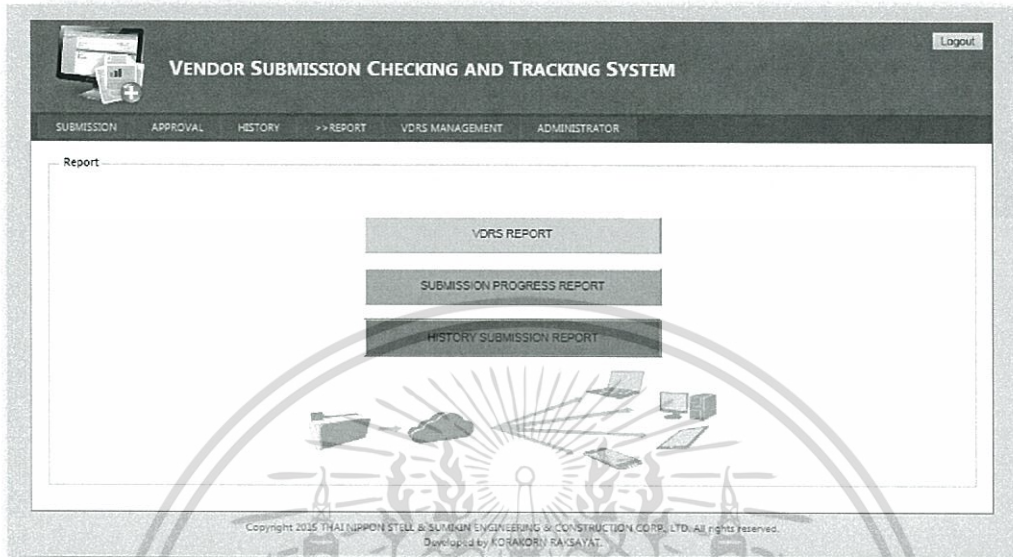 Logout
VENDOR SUBMISSION CHECKING AND TRACKING SYSTEM
SUBMISSION APPROVAL HISTORY >>REPORT VDRS MANAGEMENT ADMINISTRATOR
Report
VDRS REPORT
SUBMISSION PROGRESS REPORT
HISTORY SUBMISSION REPORT
Copyright 2015 THAI NIPPON STELL & SUMIKIN ENGINEERING & CONSTRUCTION CORP., LTD. All rights reserved.
Developed by KORAKORN RAKSAYAT.